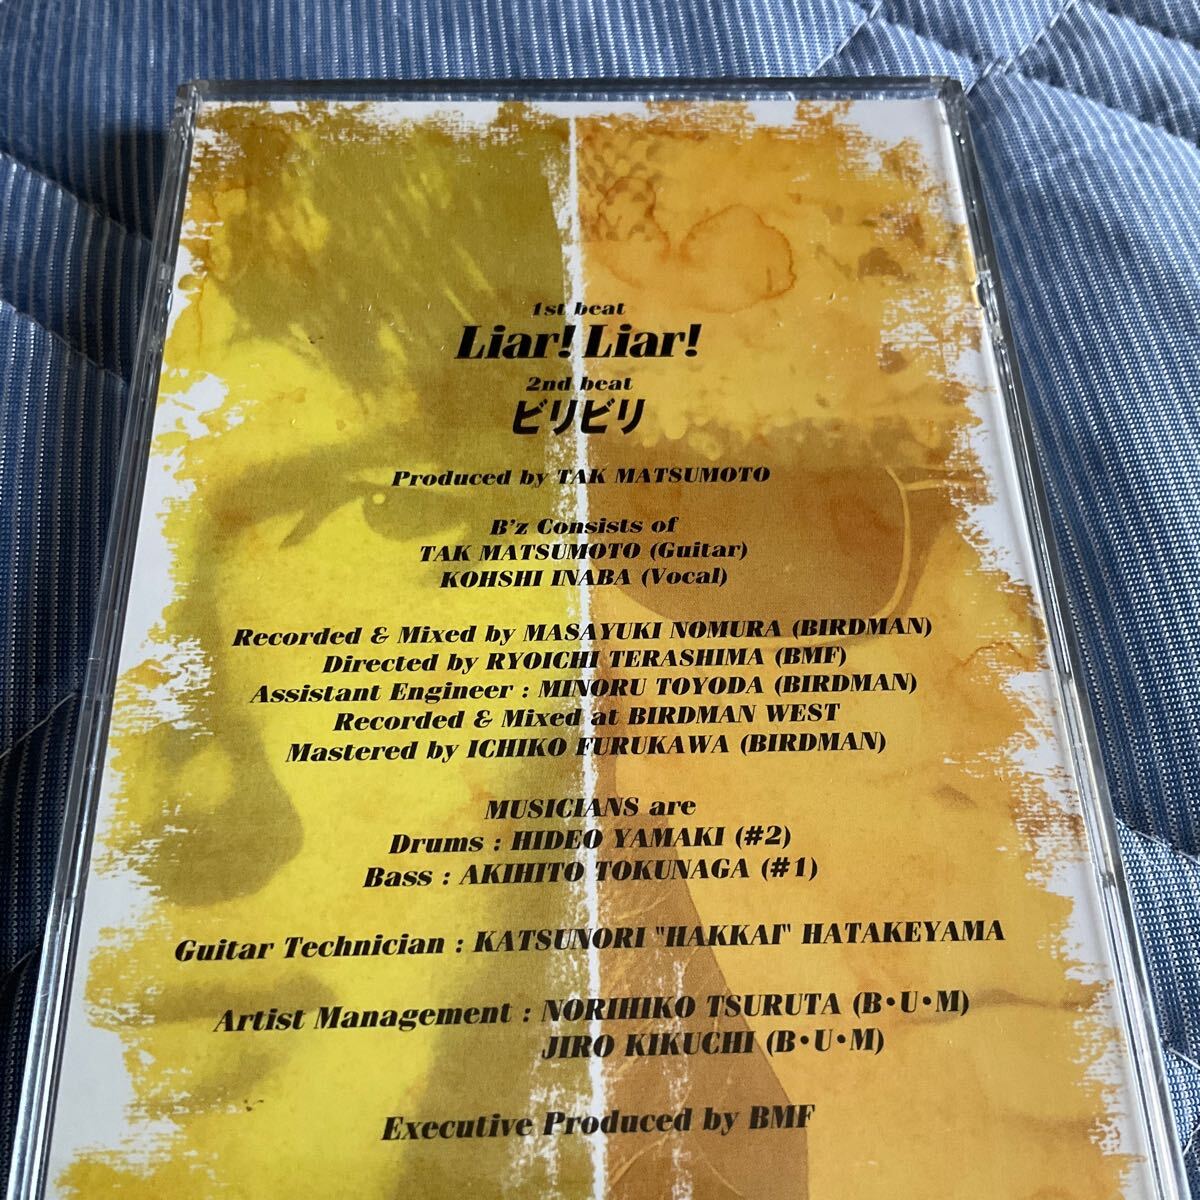 1st beat
Liar! Liar!
2nd beat
ビリビリ
Produced by TAK MATSUMOTO
B'z Consists of
TAK MATSUMOTO (Guitar)
KOHSHI INABA (Vocal)
Recorded & Mixed by MASAYUKI NOMURA (BIRDMAN)
Directed by RYOICHI TERASHIMA (BMF)
Assistant Engineer : MINORU TOYODA (BIRDMAN)
Recorded & Mixed at BIRDMAN WEST
Mastered by ICHIKO FURUKAWA (BIRDMAN)
MUSICIANS are
Drums : HIDEO YAMAKI (#2)
Bass : AKIHITO TOKUNAGA (#1)
Guitar Technician : KATSUNORI "HAKKAI" HATAKEYAMA
Artist Management : NORIHIKO TSURUTA (B•U•M)
JIRO KIKUCHI (B•U•M)
Executive Produced by BMF